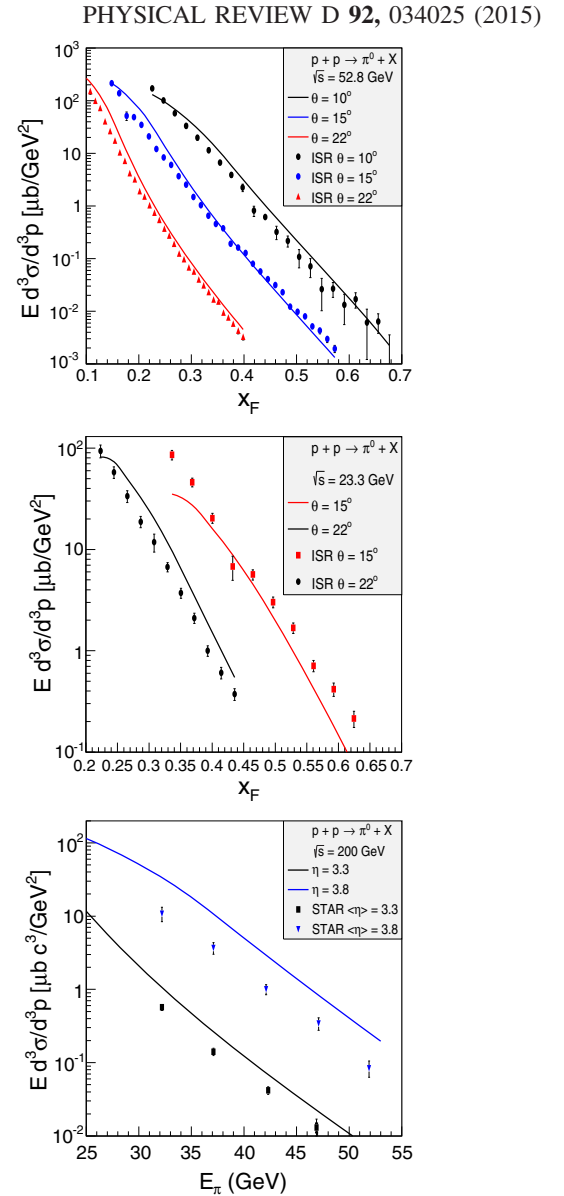 PHYSICAL REVIEW D 92, 034025 (2015)
E d³σ/d³p [μb/GeV²]
10³
10²
10
1
10⁻¹
10⁻²
10⁻³
p + p → π⁰ + X
√s = 52.8 GeV
θ = 10°
θ = 15°
θ = 22°
ISR θ = 10°
ISR θ = 15°
ISR θ = 22°
0.1 0.2 0.3 0.4 0.5 0.6 0.7
x_F
E d³σ/d³p [μb/GeV²]
10²
10
1
10⁻¹
p + p → π⁰ + X
√s = 23.3 GeV
θ = 15°
θ = 22°
ISR θ = 15°
ISR θ = 22°
0.2 0.25 0.3 0.35 0.4 0.45 0.5 0.55 0.6 0.65 0.7
x_F
E d³σ/d³p [μb c³/GeV²]
10²
10
1
10⁻¹
10⁻²
p + p → π⁰ + X
√s = 200 GeV
η = 3.3
η = 3.8
STAR <η> = 3.3
STAR <η> = 3.8
25 35 45 55
E_π (GeV)